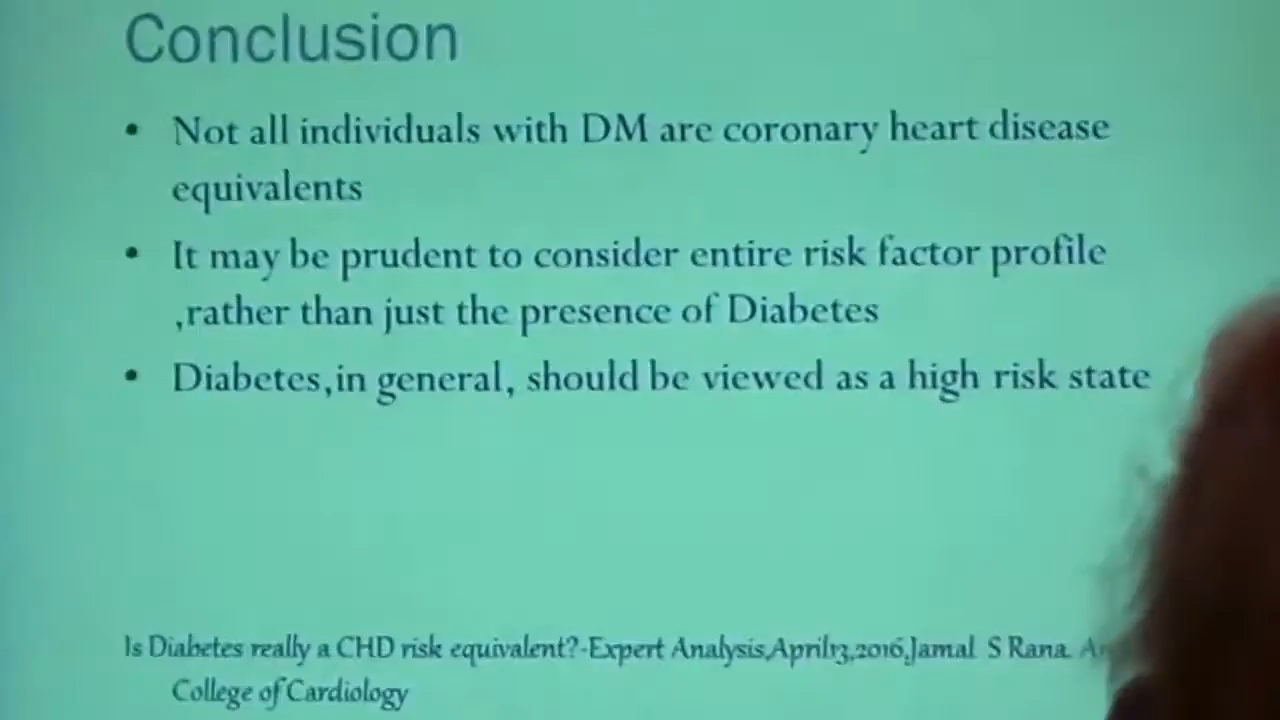 Conclusion
• Not all individuals with DM are coronary heart disease
equivalents
• It may be prudent to consider entire risk factor profile
,rather than just the presence of Diabetes
• Diabetes,in general, should be viewed as a high risk state
Is Diabetes really a CHD risk equivalent?-Expert Analysis,April13,2016,Jamal S Rana.
College of Cardiology